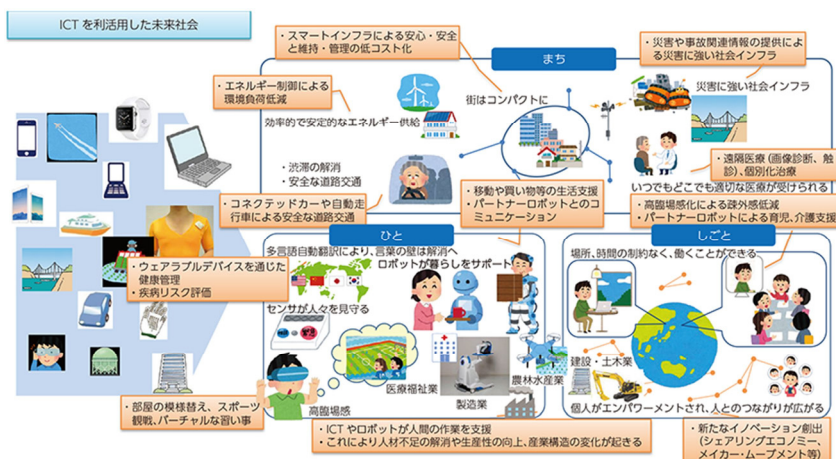 ICTを利活用した未来社会
・スマートインフラによる安心・安全
と維持・管理の低コスト化
まち
・災害や事故関連情報の提供によ
る災害に強い社会インフラ
・エネルギー制御による
環境負荷低減
街はコンパクトに
災害に強い社会インフラ
効率的で安定的なエネルギー供給
・渋滞の解消
・安全な道路交通
・遠隔医療(画像診断、触
診)、個別化治療
いつでもどこでも適切な医療が受けられる!
・コネクテッドカーや自動走
行車による安全な道路交通
・移動や買い物等の生活支援
・パートナーロボットとのコ
ミュニケーション
・高臨場感化による疎外感低減
・パートナーロボットによる育児、介護支援
ひと
しごと
多言語自動翻訳により、言葉の壁は解消へ
ロボットが暮らしをサポート
場所、時間の制約なく、働くことができる
・ウェアラブルデバイスを通じた
健康管理
・疾病リスク評価
センサが人々を見守る
医療福祉業
製造業
農林水産業
建設・土木業
高臨場感
個人がエンパワーメントされ、人とのつながりが広がる
・部屋の模様替え、スポーツ
観戦、バーチャルな習い事
・ICTやロボットが人間の作業を支援
・これにより人材不足の解消や生産性の向上、産業構造の変化が起きる
・新たなイノベーション創出
(シェアリングエコノミー、
メイカー・ムーブメント等)